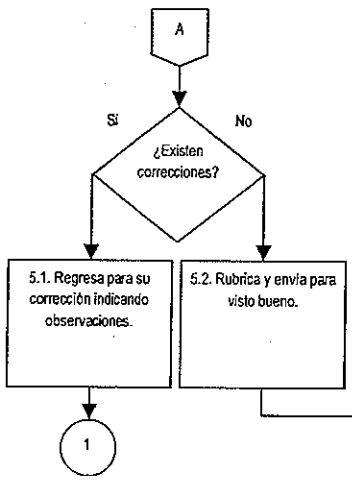 A
Sí
No
¿Existen
correcciones?
5.1. Regresa para su
corrección indicando
observaciones.
5.2. Rubrica y envía para
visto bueno.
1